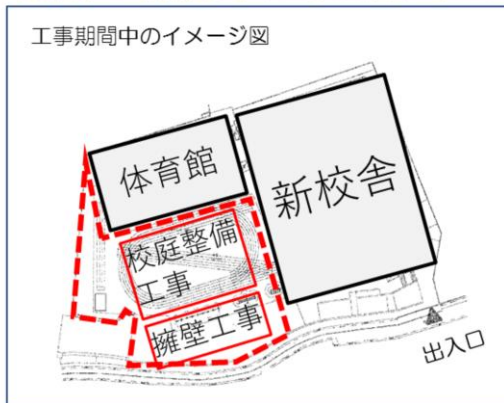 工事期間中のイメージ図
体育館
新校舎
校庭整備
工事
擁壁工事
出入口